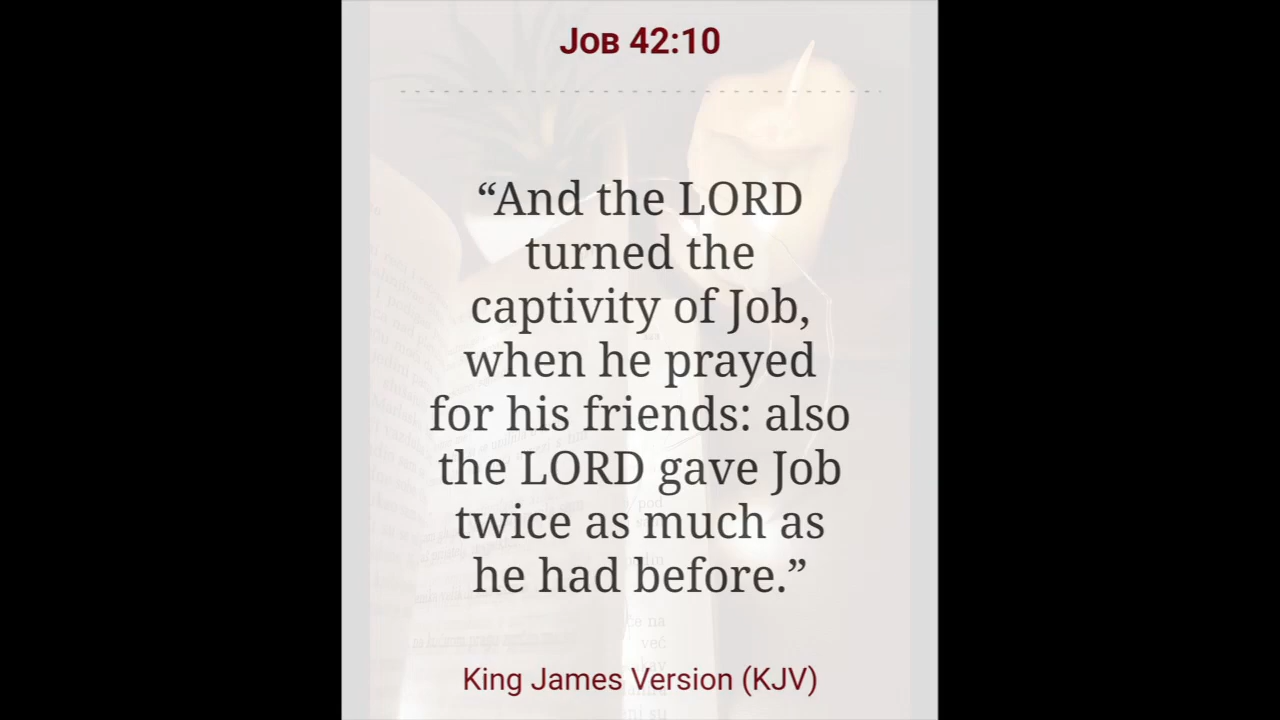 Job 42:10
“And the LORD
turned the
captivity of Job,
when he prayed
for his friends: also
the LORD gave Job
twice as much as
he had before.”
King James Version (KJV)